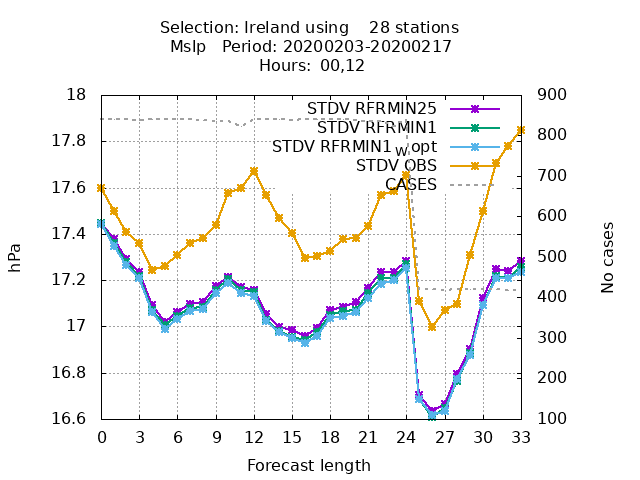 Selection: Ireland using    28 stations
Mslp   Period: 20200203-20200217
Hours:  00,12
STDV RFRMIN25
STDV RFRMIN1
STDV RFRMIN1_w_opt
STDV OBS
CASES
18
17.8
17.6
17.4
17.2
17
16.8
16.6
900
800
700
600
500
400
300
200
100
0 3 6 9 12 15 18 21 24 27 30 33
hPa
No cases
Forecast length